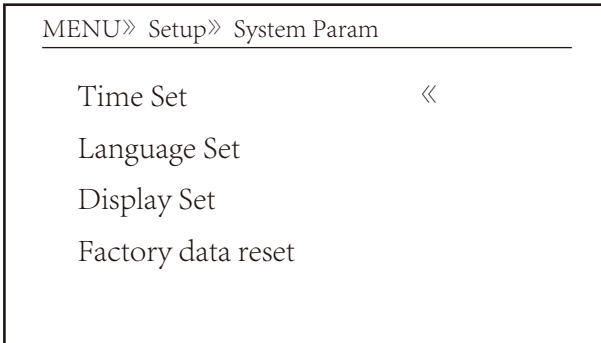 MENU》 Setup》 System Param
Time Set 《
Language Set
Display Set
Factory data reset